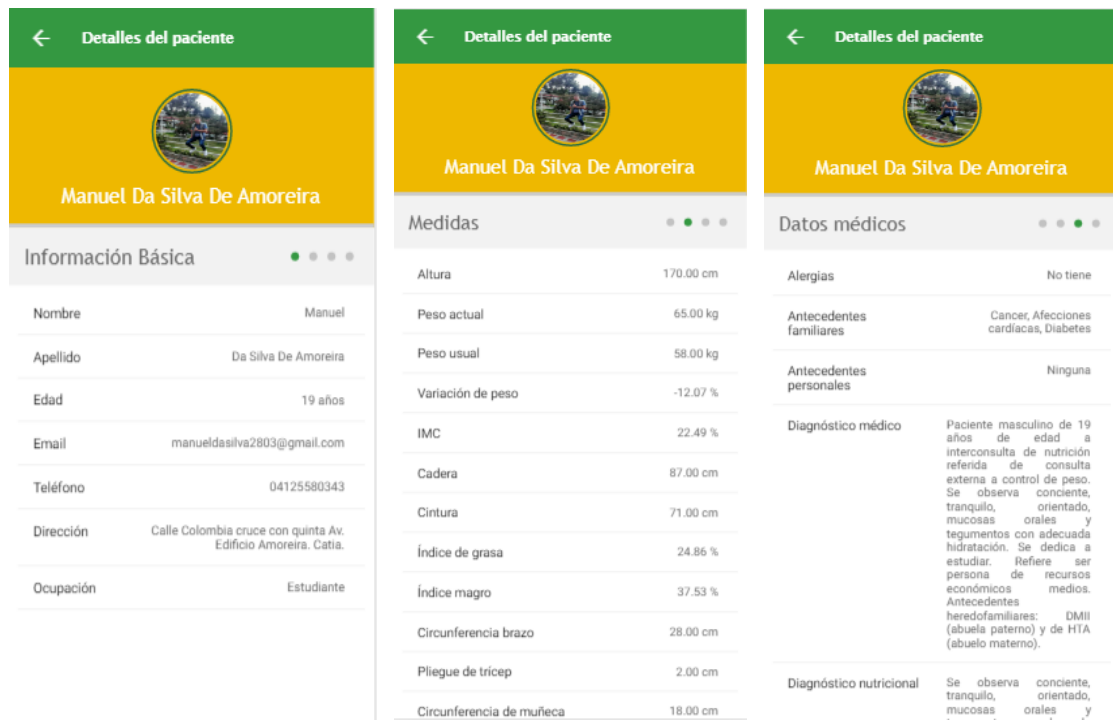 Detalles del paciente
Manuel Da Silva De Amoreira
Información Básica
Nombre Manuel
Apellido Da Silva De Amoreira
Edad 19 años
Email manueldasilva2803@gmail.com
Teléfono 04125580343
Dirección Calle Colombia cruce con quinta Av.
Edificio Amoreira. Catia.
Ocupación Estudiante
Detalles del paciente
Manuel Da Silva De Amoreira
Medidas
Altura 170.00 cm
Peso actual 65.00 kg
Peso usual 58.00 kg
Variación de peso -12.07 %
IMC 22.49 %
Cadera 87.00 cm
Cintura 71.00 cm
Índice de grasa 24.86 %
Índice magro 37.53 %
Circunferencia brazo 28.00 cm
Pliegue de trícep 2.00 cm
Circunferencia de muñeca 18.00 cm
Detalles del paciente
Manuel Da Silva De Amoreira
Datos médicos
Alergias No tiene
Antecedentes Cancer, Afecciones
familiares cardíacas, Diabetes
Antecedentes Ninguna
personales
Diagnóstico médico Paciente masculino de 19
años de edad a
interconsulta de nutrición
referida de consulta
externa a control de peso.
Se observa conciente,
tranquilo, orientado,
mucosas orales y
tegumentos con adecuada
hidratación. Se dedica a
estudiar. Refiere ser
persona de recursos
económicos medios.
Antecedentes
heredofamiliares: DMII
(abuela paterno) y de HTA
(abuelo materno).
Diagnóstico nutricional Se observa conciente,
tranquilo, orientado,
mucosas orales y